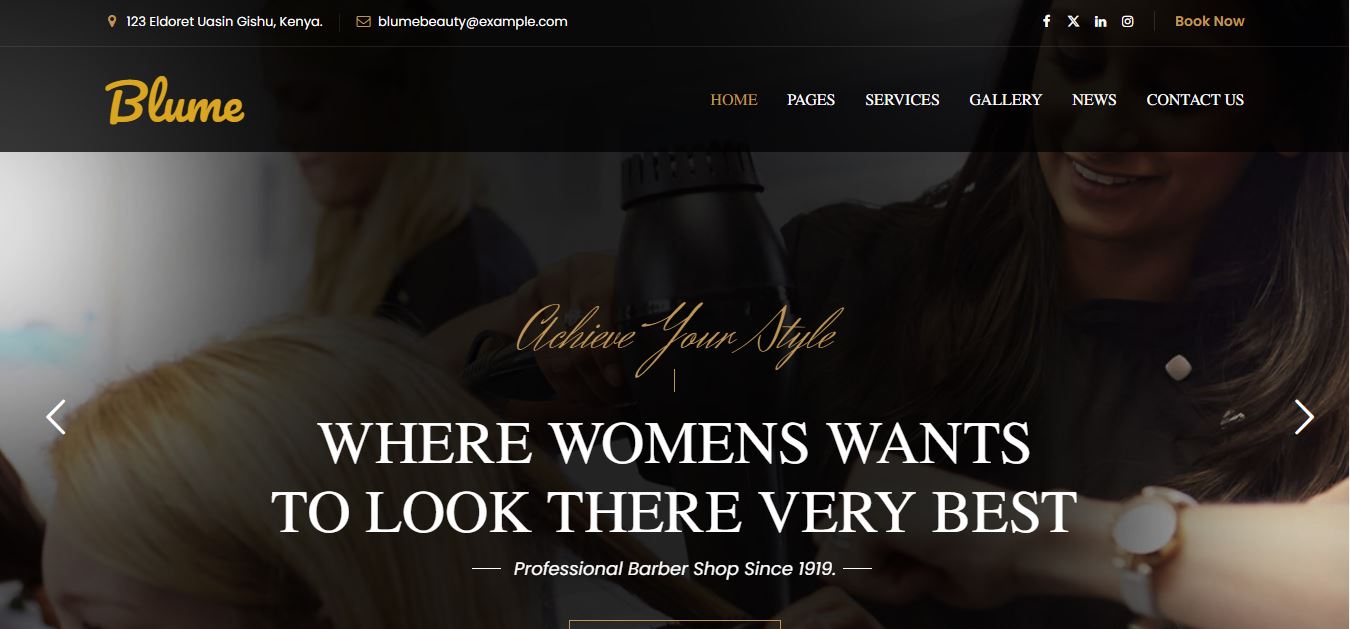 123 Eldoret Uasin Gishu, Kenya. blumebeauty@example.com Book Now
Blume
HOME PAGES SERVICES GALLERY NEWS CONTACT US
Achieve Your Style
WHERE WOMENS WANTS
TO LOOK THERE VERY BEST
Professional Barber Shop Since 1919.